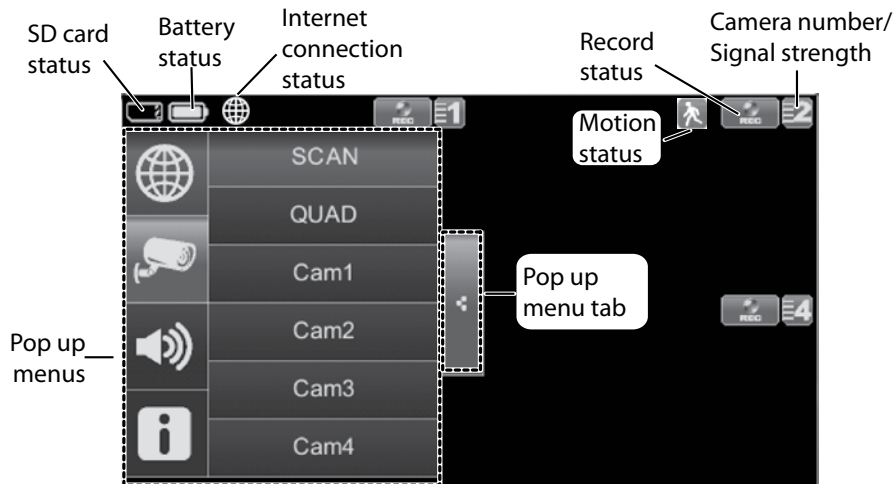 SD card
status
Battery
status
Internet
connection
status
Record
status
Camera number/
Signal strength
REC
1
Motion
status
REC
2
SCAN
QUAD
Cam1
Cam2
Cam3
Cam4
Pop up
menu tab
REC
4
Pop up
menus
i